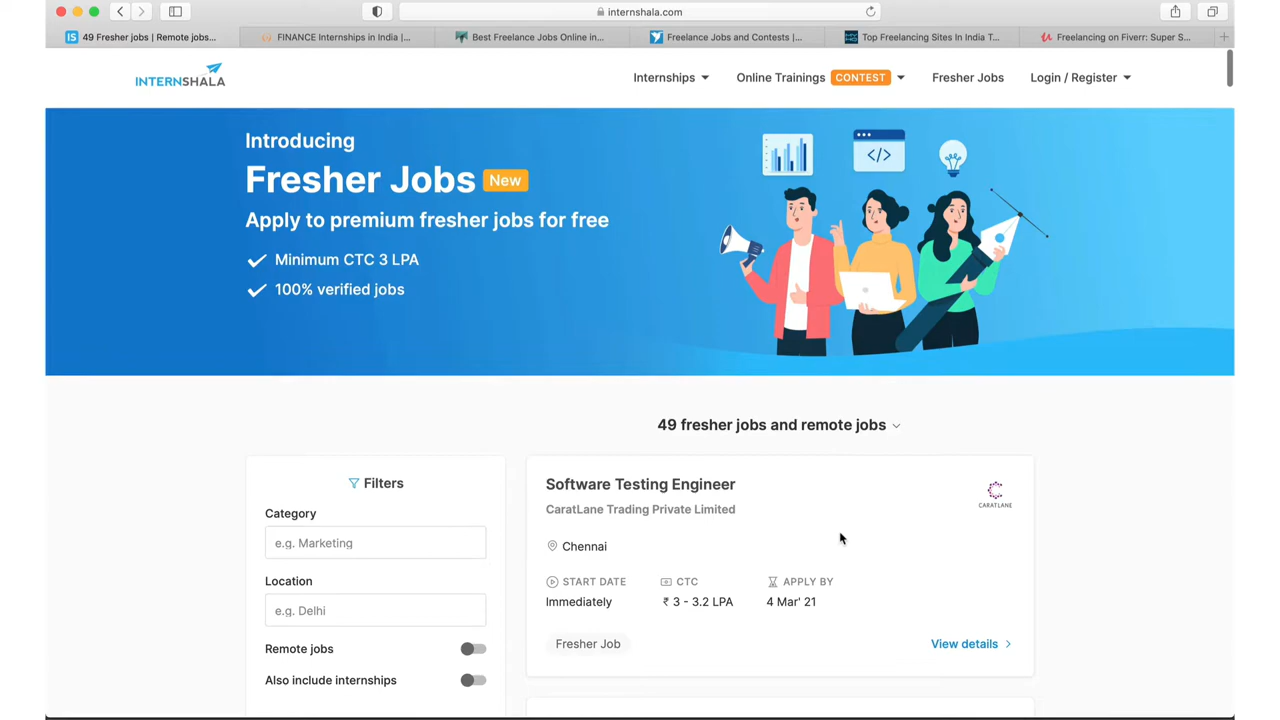 internshala.com
49 Fresher jobs | Remote jobs...
FINANCE Internships in India |...
Best Freelance Jobs Online in...
Freelance Jobs and Contests |...
Top Freelancing Sites In India T...
Freelancing on Fiverr: Super S...
INTERNSHALA
Internships
Online Trainings CONTEST
Fresher Jobs
Login / Register
Introducing
Fresher Jobs New
Apply to premium fresher jobs for free
Minimum CTC 3 LPA
100% verified jobs
49 fresher jobs and remote jobs
Filters
Category
e.g. Marketing
Location
e.g. Delhi
Remote jobs
Also include internships
Software Testing Engineer
CaratLane Trading Private Limited
CARATLANE
Chennai
START DATE
Immediately
CTC
₹ 3 - 3.2 LPA
APPLY BY
4 Mar' 21
Fresher Job
View details